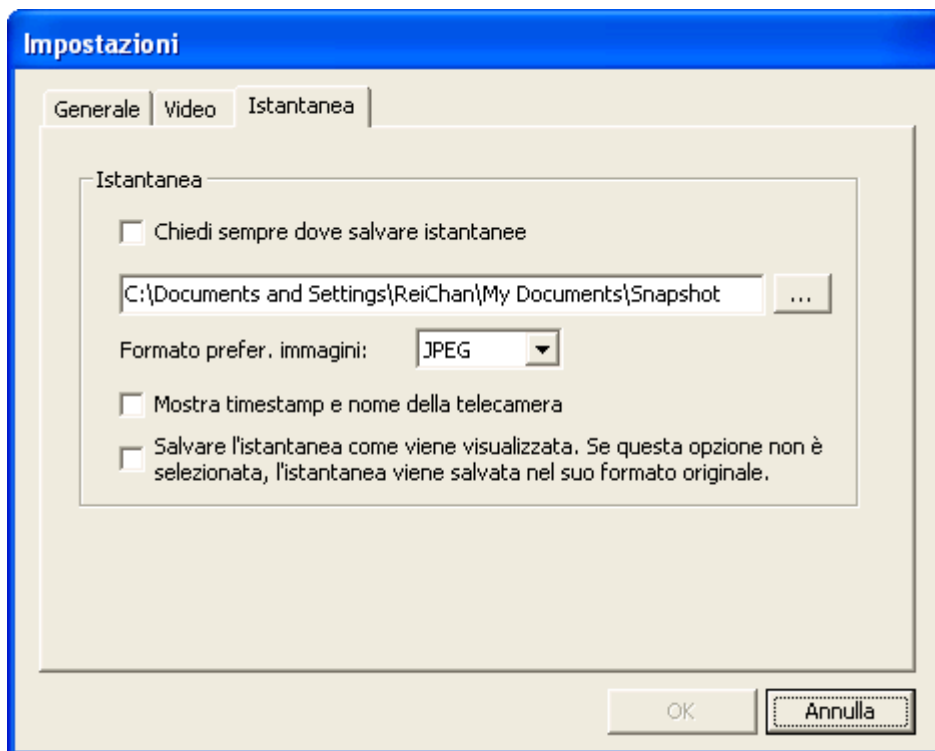 Impostazioni
Generale Video Istantanea
Istantanea
Chiedi sempre dove salvare istantanee
C:\Documents and Settings\ReiChan\My Documents\Snapshot ...
Formato prefer. immagini: JPEG
Mostra timestamp e nome della telecamera
Salvare l'istantanea come viene visualizzata. Se questa opzione non è
selezionata, l'istantanea viene salvata nel suo formato originale.
OK Annulla